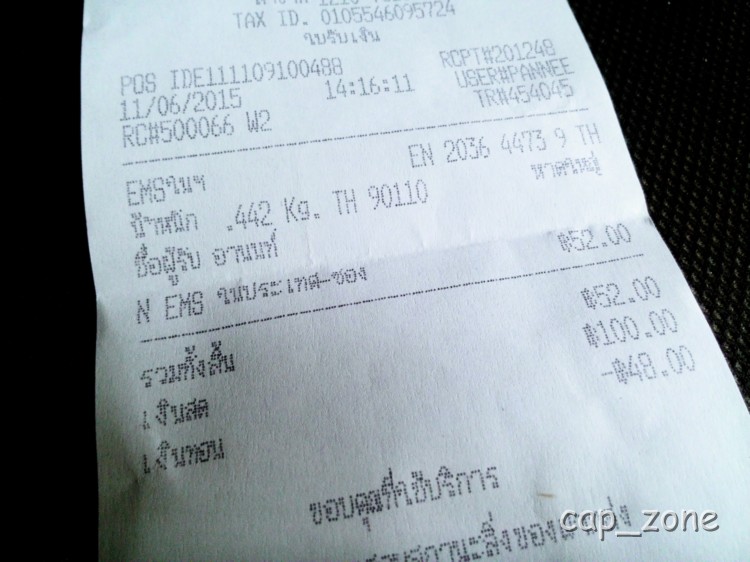 TAX ID. 0105546095724
ใบรับเงิน
POS IDE111109100488 RCPT#201248
11/06/2015 14:16:11 USER#PANNEE
RC#500066 W2 TR#454045
EMSในฯ EN 2036 4473 9 TH
น้ำหนัก .442 Kg. TH 90110 หาดใหญ่
ชื่อผู้รับ อานนท์
N EMS ในประเทศ-ซอง ฿52.00
รวมทั้งสิ้น ฿52.00
เงินสด ฿100.00
เงินทอน -฿48.00
ขอบคุณที่ใช้บริการ
cap_zone